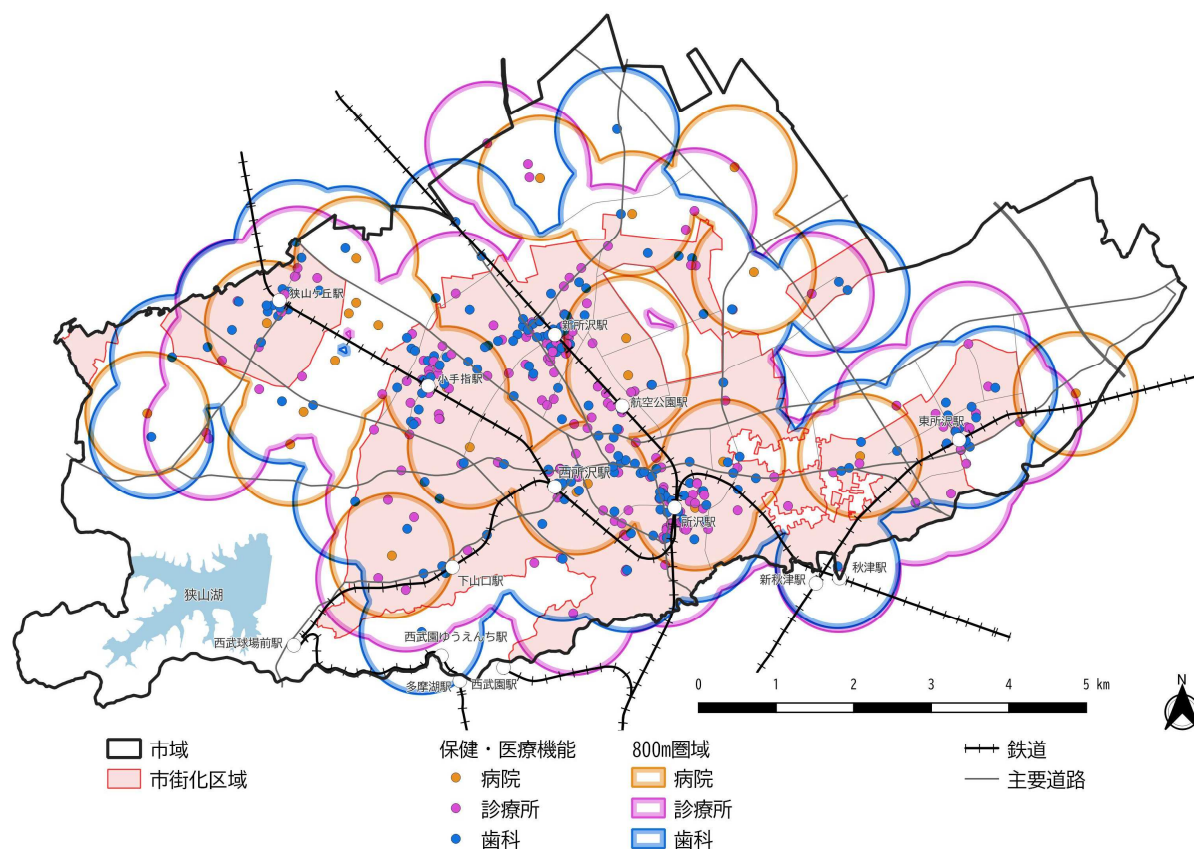 狭山ヶ丘駅
新所沢駅
小手指駅
航空公園駅
東所沢駅
西所沢駅
所沢駅
下山口駅
新秋津駅
秋津駅
狭山湖
西武球場前駅
西武園ゆうえんち駅
多摩湖駅
西武園駅
0 1 2 3 4 5 km
N
市域
市街化区域
保健・医療機能
病院
診療所
歯科
800m圏域
病院
診療所
歯科
鉄道
主要道路